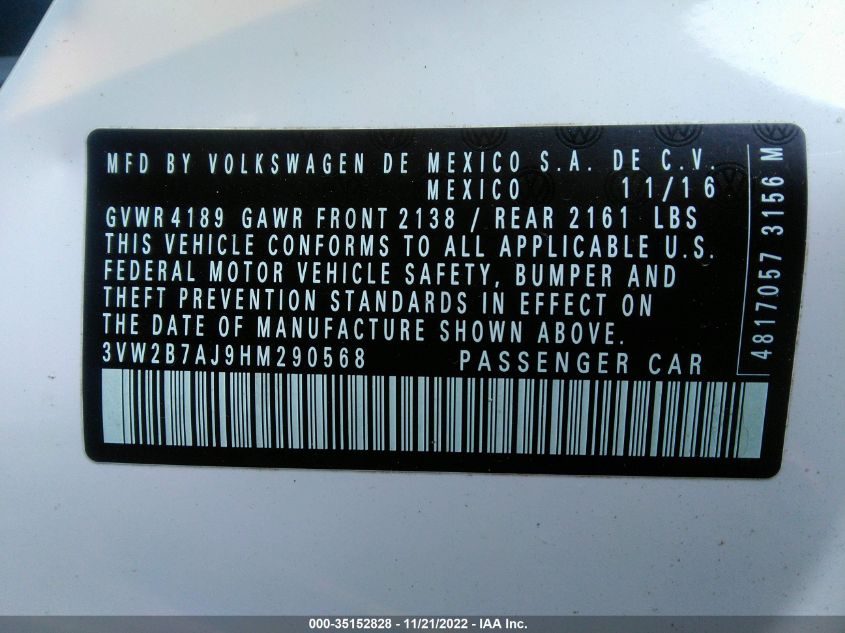 MFD BY VOLKSWAGEN DE MEXICO S.A. DE C.V.
MEXICO 11/16
GVWR 4189 GAWR FRONT 2138 / REAR 2161 LBS
THIS VEHICLE CONFORMS TO ALL APPLICABLE U.S.
FEDERAL MOTOR VEHICLE SAFETY, BUMPER AND
THEFT PREVENTION STANDARDS IN EFFECT ON
THE DATE OF MANUFACTURE SHOWN ABOVE.
3VW2B7AJ9HM290568 PASSENGER CAR
4817057 3156 M
000-35152828 - 11/21/2022 - IAA Inc.